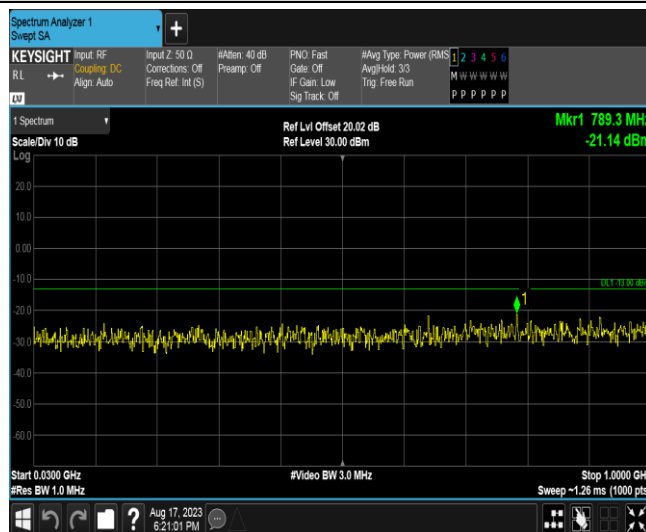 Spectrum Analyzer 1
Swept SA
+
KEYSIGHT
RL
LXI
Input: RF
Coupling: DC
Align: Auto
Input Z: 50 Ω
Corrections: Off
Freq Ref: Int (S)
#Atten: 40 dB
Preamp: Off
PNO: Fast
Gate: Off
IF Gain: Low
Sig Track: Off
#Avg Type: Power (RMS
Avg|Hold: 3/3
Trig: Free Run
1 2 3 4 5 6
M W W W W W
P P P P P P
1 Spectrum
Scale/Div 10 dB
Log
Ref Lvl Offset 20.02 dB
Ref Level 30.00 dBm
Mkr1 789.3 MHz
-21.14 dBm
20.0
10.0
0.00
-10.0
DL1 -13.00 dBm
1
-20.0
-30.0
-40.0
-50.0
-60.0
Start 0.0300 GHz
#Res BW 1.0 MHz
#Video BW 3.0 MHz
Stop 1.0000 GH
Sweep ~1.26 ms (1000 pts
?
Aug 17, 2023
6:21:01 PM